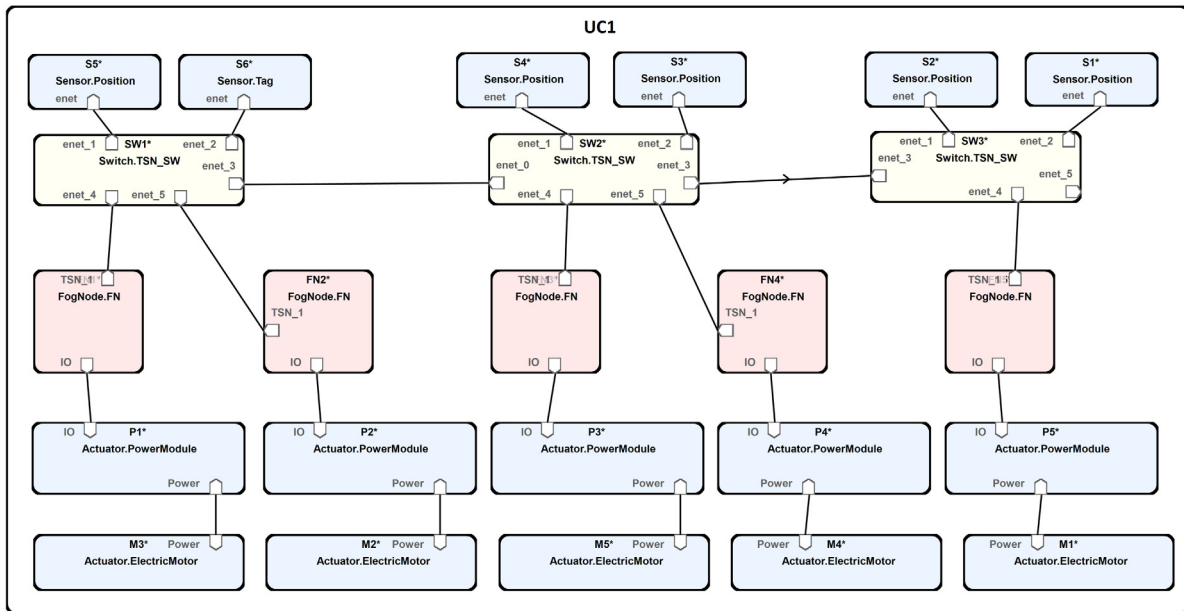 UC1
S5*
Sensor.Position
enet
S6*
Sensor.Tag
enet
S4*
Sensor.Position
enet
S3*
Sensor.Position
enet
S2*
Sensor.Position
enet
S1*
Sensor.Position
enet
enet_1
SW1*
enet_2
Switch.TSN_SW
enet_3
enet_4
enet_5
enet_1
SW2*
enet_2
Switch.TSN_SW
enet_0
enet_3
enet_4
enet_5
enet_1
SW3*
enet_2
enet_3
Switch.TSN_SW
enet_5
enet_4
TSN_1
FogNode.FN
IO
FN2*
FogNode.FN
TSN_1
IO
TSN_1
FogNode.FN
IO
FN4*
FogNode.FN
TSN_1
IO
TSN_1
FogNode.FN
IO
IO
P1*
Actuator.PowerModule
Power
IO
P2*
Actuator.PowerModule
Power
IO
P3*
Actuator.PowerModule
Power
IO
P4*
Actuator.PowerModule
Power
IO
P5*
Actuator.PowerModule
Power
M3*
Power
Actuator.ElectricMotor
M2*
Power
Actuator.ElectricMotor
M5*
Power
Actuator.ElectricMotor
Power
M4*
Actuator.ElectricMotor
Power
M1*
Actuator.ElectricMotor